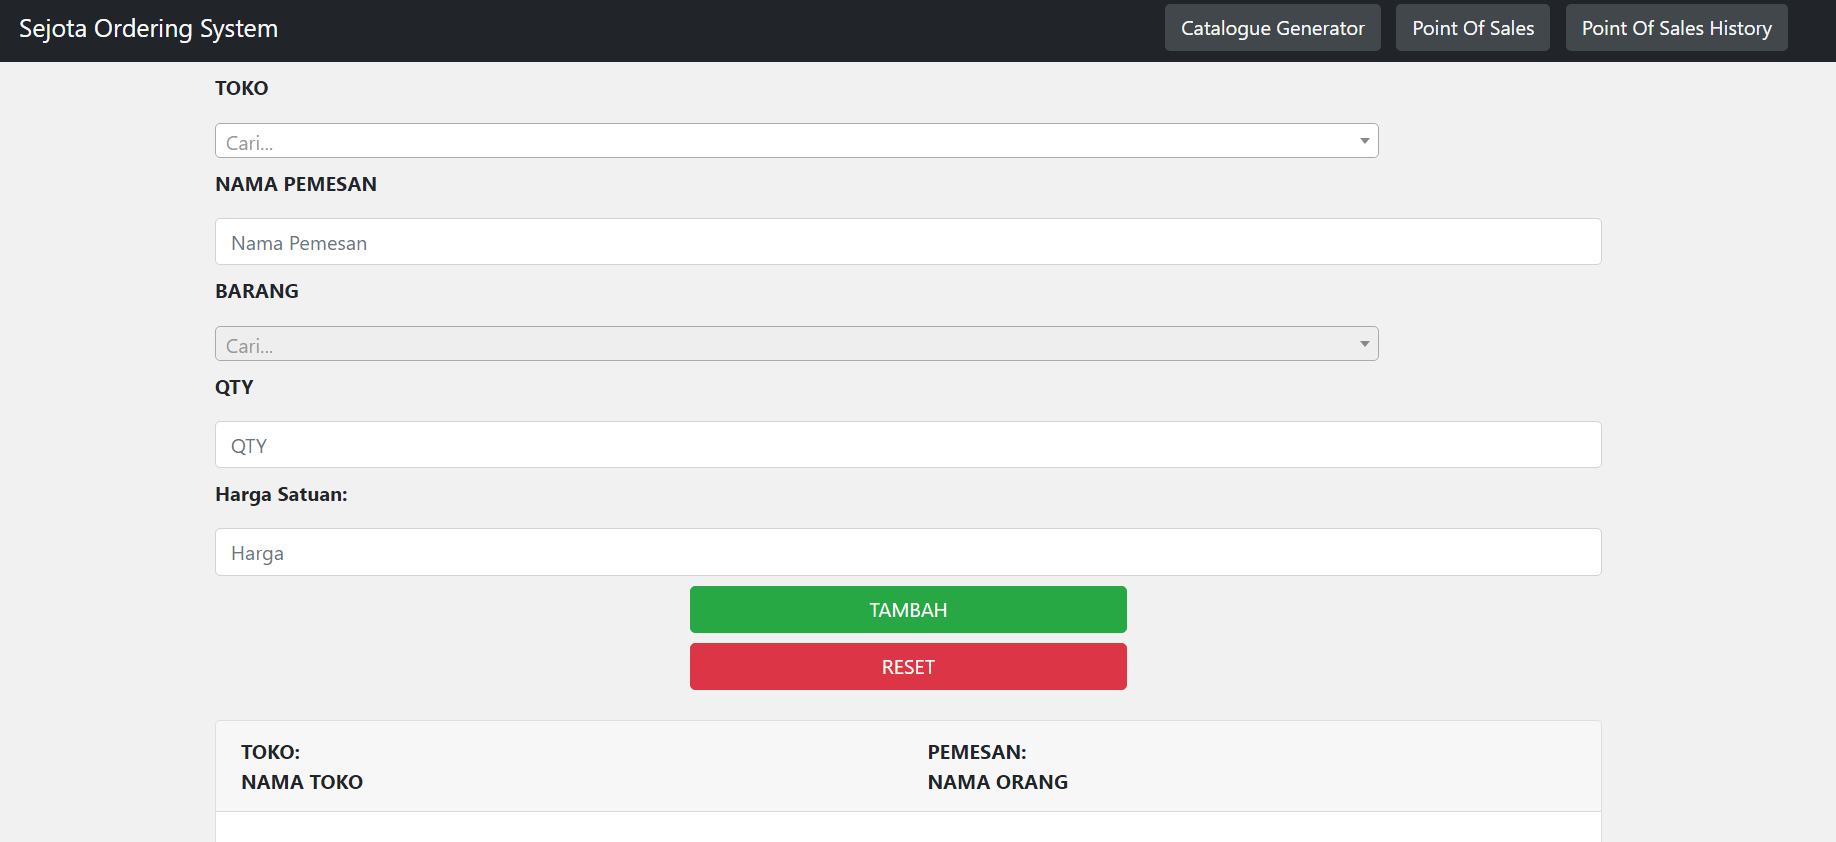 Sejota Ordering System
Catalogue Generator
Point Of Sales
Point Of Sales History
TOKO
Cari...
NAMA PEMESAN
Nama Pemesan
BARANG
Cari...
QTY
QTY
Harga Satuan:
Harga
TAMBAH
RESET
TOKO:
NAMA TOKO
PEMESAN:
NAMA ORANG